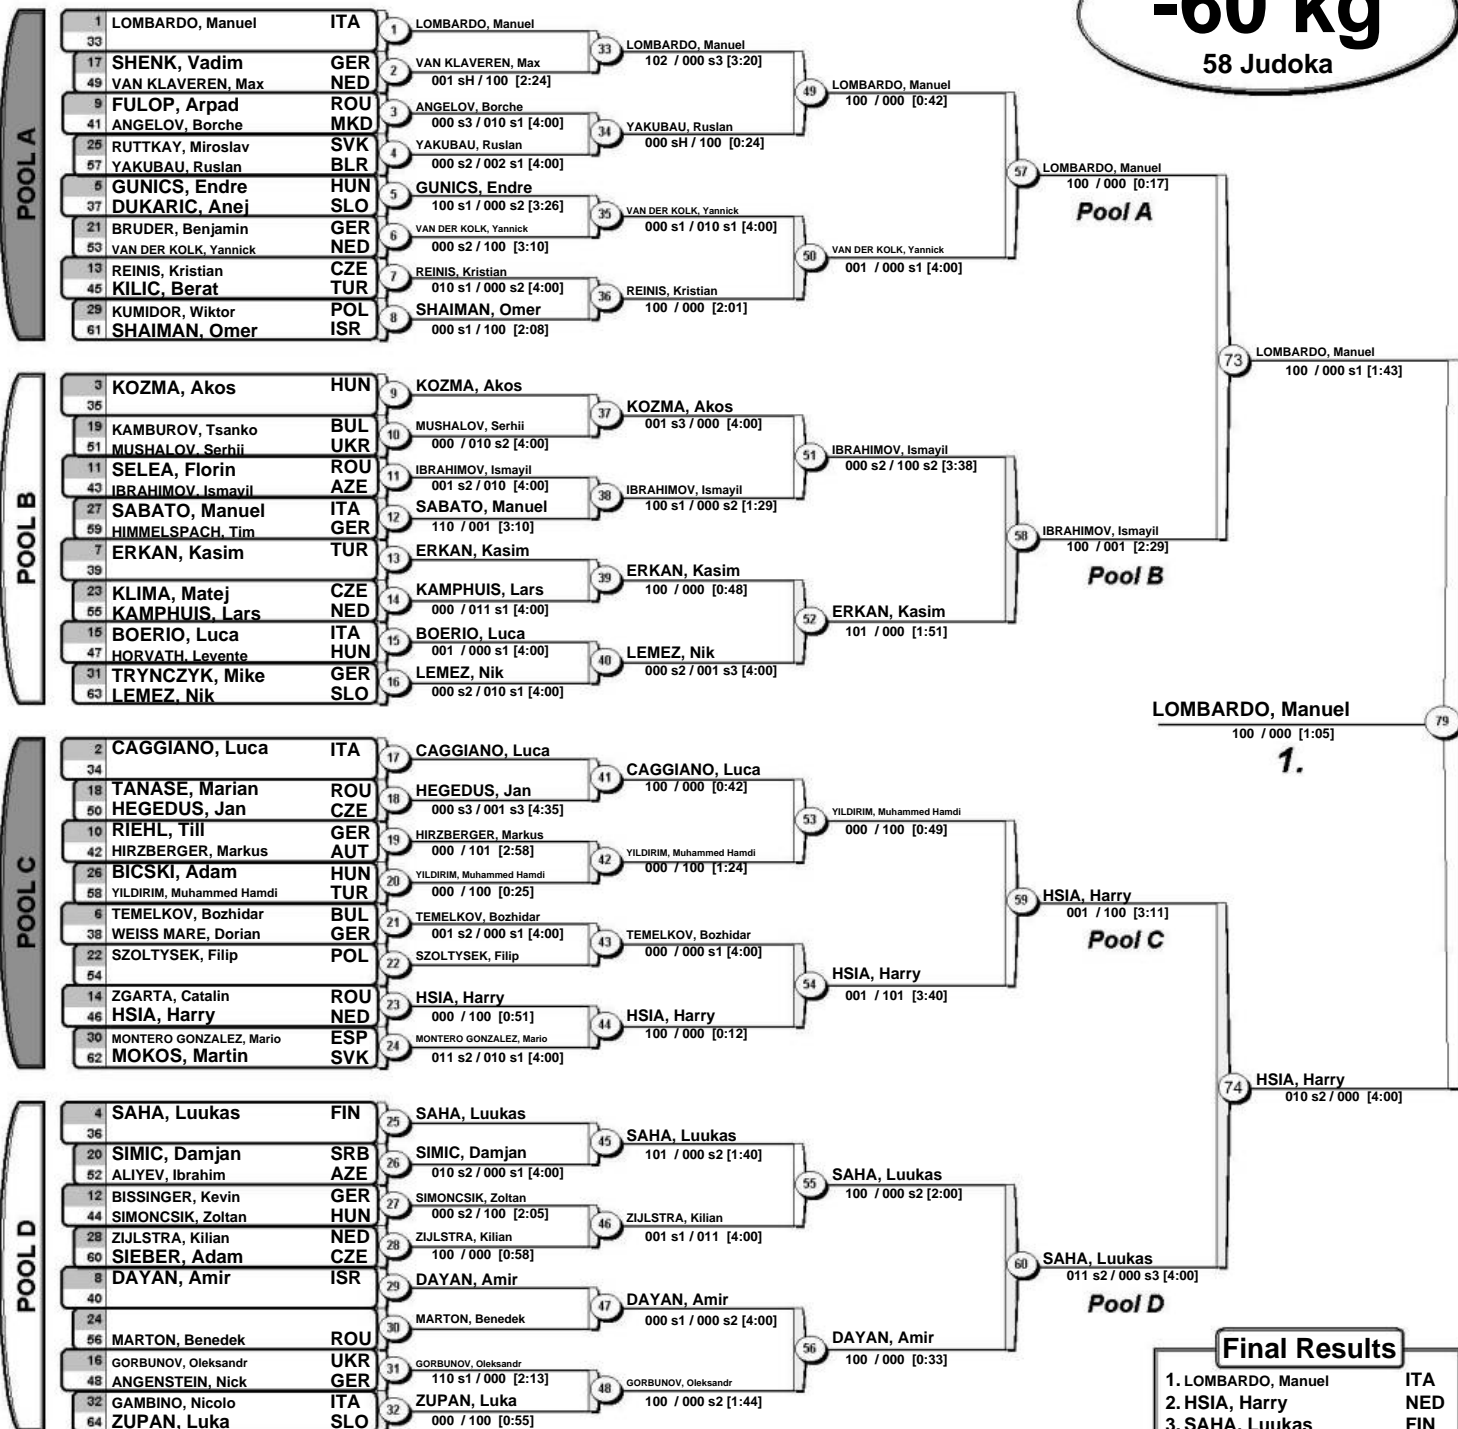 -60 kg
58 Judoka
POOL A
1 LOMBARDO, Manuel ITA
33
17 SHENK, Vadim GER
49 VAN KLAVEREN, Max NED
9 FULOP, Arpad ROU
41 ANGELOV, Borche MKD
25 RUTTKAY, Miroslav SVK
57 YAKUBAU, Ruslan BLR
5 GUNICS, Endre HUN
37 DUKARIC, Anej SLO
21 BRUDER, Benjamin GER
53 VAN DER KOLK, Yannick NED
13 REINIS, Kristian CZE
45 KILIC, Berat TUR
29 KUMIDOR, Wiktor POL
61 SHAIMAN, Omer ISR
1 LOMBARDO, Manuel
2 VAN KLAVEREN, Max
001 sH / 100 [2:24]
3 ANGELOV, Borche
000 s3 / 010 s1 [4:00]
4 YAKUBAU, Ruslan
000 s2 / 002 s1 [4:00]
5 GUNICS, Endre
100 s1 / 000 s2 [3:26]
6 VAN DER KOLK, Yannick
000 s2 / 100 [3:10]
7 REINIS, Kristian
010 s1 / 000 s2 [4:00]
8 SHAIMAN, Omer
000 s1 / 100 [2:08]
33 LOMBARDO, Manuel
102 / 000 s3 [3:20]
34 YAKUBAU, Ruslan
000 sH / 100 [0:24]
35 VAN DER KOLK, Yannick
000 s1 / 010 s1 [4:00]
36 REINIS, Kristian
100 / 000 [2:01]
49 LOMBARDO, Manuel
100 / 000 [0:42]
50 VAN DER KOLK, Yannick
001 / 000 s1 [4:00]
57 LOMBARDO, Manuel
100 / 000 [0:17]
Pool A
POOL B
3 KOZMA, Akos HUN
35
19 KAMBUROV, Tsanko BUL
51 MUSHALOV, Serhii UKR
11 SELEA, Florin ROU
43 IBRAHIMOV, Ismayil AZE
27 SABATO, Manuel ITA
59 HIMMELSPACH, Tim GER
7 ERKAN, Kasim TUR
39
23 KLIMA, Matej CZE
55 KAMPHUIS, Lars NED
15 BOERIO, Luca ITA
47 HORVATH, Levente HUN
31 TRYNCZYK, Mike GER
63 LEMEZ, Nik SLO
9 KOZMA, Akos
10 MUSHALOV, Serhii
000 / 010 s2 [4:00]
11 IBRAHIMOV, Ismayil
001 s2 / 010 [4:00]
12 SABATO, Manuel
110 / 001 [3:10]
13 ERKAN, Kasim
14 KAMPHUIS, Lars
000 / 011 s1 [4:00]
15 BOERIO, Luca
001 / 000 s1 [4:00]
16 LEMEZ, Nik
000 s2 / 010 s1 [4:00]
37 KOZMA, Akos
001 s3 / 000 [4:00]
38 IBRAHIMOV, Ismayil
100 s1 / 000 s2 [1:29]
39 ERKAN, Kasim
100 / 000 [0:48]
40 LEMEZ, Nik
000 s2 / 001 s3 [4:00]
51 IBRAHIMOV, Ismayil
000 s2 / 100 s2 [3:38]
52 ERKAN, Kasim
101 / 000 [1:51]
58 IBRAHIMOV, Ismayil
100 / 001 [2:29]
Pool B
73 LOMBARDO, Manuel
100 / 000 s1 [1:43]
LOMBARDO, Manuel 79
100 / 000 [1:05]
1.
POOL C
2 CAGGIANO, Luca ITA
34
18 TANASE, Marian ROU
50 HEGEDUS, Jan CZE
10 RIEHL, Till GER
42 HIRZBERGER, Markus AUT
26 BICSKI, Adam HUN
58 YILDIRIM, Muhammed Hamdi TUR
6 TEMELKOV, Bozhidar BUL
38 WEISS MARE, Dorian GER
22 SZOLTYSEK, Filip POL
54
14 ZGARTA, Catalin ROU
46 HSIA, Harry NED
30 MONTERO GONZALEZ, Mario ESP
62 MOKOS, Martin SVK
17 CAGGIANO, Luca
18 HEGEDUS, Jan
000 s3 / 001 s3 [4:35]
19 HIRZBERGER, Markus
000 / 101 [2:58]
20 YILDIRIM, Muhammed Hamdi
000 / 100 [0:25]
21 TEMELKOV, Bozhidar
001 s2 / 000 s1 [4:00]
22 SZOLTYSEK, Filip
23 HSIA, Harry
000 / 100 [0:51]
24 MONTERO GONZALEZ, Mario
011 s2 / 010 s1 [4:00]
41 CAGGIANO, Luca
100 / 000 [0:42]
42 YILDIRIM, Muhammed Hamdi
000 / 100 [1:24]
43 TEMELKOV, Bozhidar
000 / 000 s1 [4:00]
44 HSIA, Harry
100 / 000 [0:12]
53 YILDIRIM, Muhammed Hamdi
000 / 100 [0:49]
54 HSIA, Harry
001 / 101 [3:40]
59 HSIA, Harry
001 / 100 [3:11]
Pool C
POOL D
4 SAHA, Luukas FIN
36
20 SIMIC, Damjan SRB
52 ALIYEV, Ibrahim AZE
12 BISSINGER, Kevin GER
44 SIMONCSIK, Zoltan HUN
28 ZIJLSTRA, Kilian NED
60 SIEBER, Adam CZE
8 DAYAN, Amir ISR
40
24
56 MARTON, Benedek ROU
16 GORBUNOV, Oleksandr UKR
48 ANGENSTEIN, Nick GER
32 GAMBINO, Nicolo ITA
64 ZUPAN, Luka SLO
25 SAHA, Luukas
26 SIMIC, Damjan
010 s2 / 000 s1 [4:00]
27 SIMONCSIK, Zoltan
000 s2 / 100 [2:05]
28 ZIJLSTRA, Kilian
100 / 000 [0:58]
29 DAYAN, Amir
30 MARTON, Benedek
31 GORBUNOV, Oleksandr
110 s1 / 000 [2:13]
32 ZUPAN, Luka
000 / 100 [0:55]
45 SAHA, Luukas
101 / 000 s2 [1:40]
46 ZIJLSTRA, Kilian
001 s1 / 011 [4:00]
47 DAYAN, Amir
000 s1 / 000 s2 [4:00]
48 GORBUNOV, Oleksandr
100 / 000 s2 [1:44]
55 SAHA, Luukas
100 / 000 s2 [2:00]
56 DAYAN, Amir
100 / 000 [0:33]
60 SAHA, Luukas
011 s2 / 000 s3 [4:00]
Pool D
74 HSIA, Harry
010 s2 / 000 [4:00]
Final Results
1. LOMBARDO, Manuel ITA
2. HSIA, Harry NED
3. SAHA, Luukas FIN